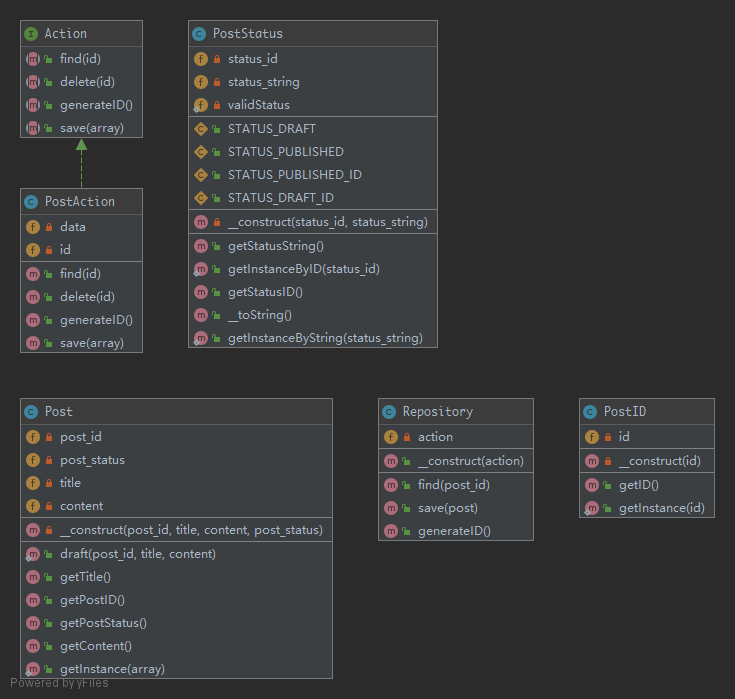 Action
find(id)
delete(id)
generateID()
save(array)
PostAction
data
id
find(id)
delete(id)
generateID()
save(array)
PostStatus
status_id
status_string
validStatus
STATUS_DRAFT
STATUS_PUBLISHED
STATUS_PUBLISHED_ID
STATUS_DRAFT_ID
__construct(status_id, status_string)
getStatusString()
getInstanceByID(status_id)
getStatusID()
__toString()
getInstanceByString(status_string)
Post
post_id
post_status
title
content
__construct(post_id, title, content, post_status)
draft(post_id, title, content)
getTitle()
getPostID()
getPostStatus()
getContent()
getInstance(array)
Repository
action
__construct(action)
find(post_id)
save(post)
generateID()
PostID
id
__construct(id)
getID()
getInstance(id)
Powered by yFiles